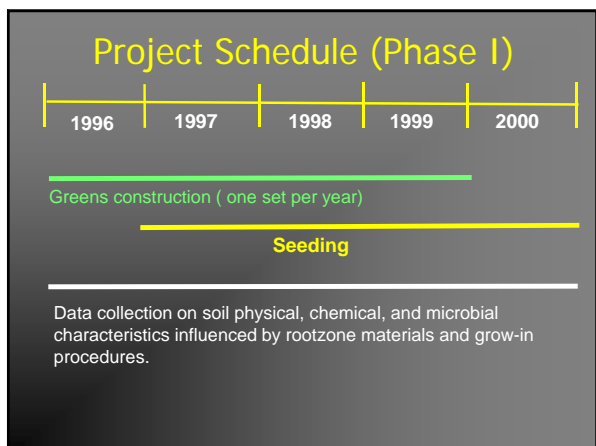 Project Schedule (Phase I)
1996 1997 1998 1999 2000
Greens construction ( one set per year)
Seeding
Data collection on soil physical, chemical, and microbial
characteristics influenced by rootzone materials and grow-in
procedures.